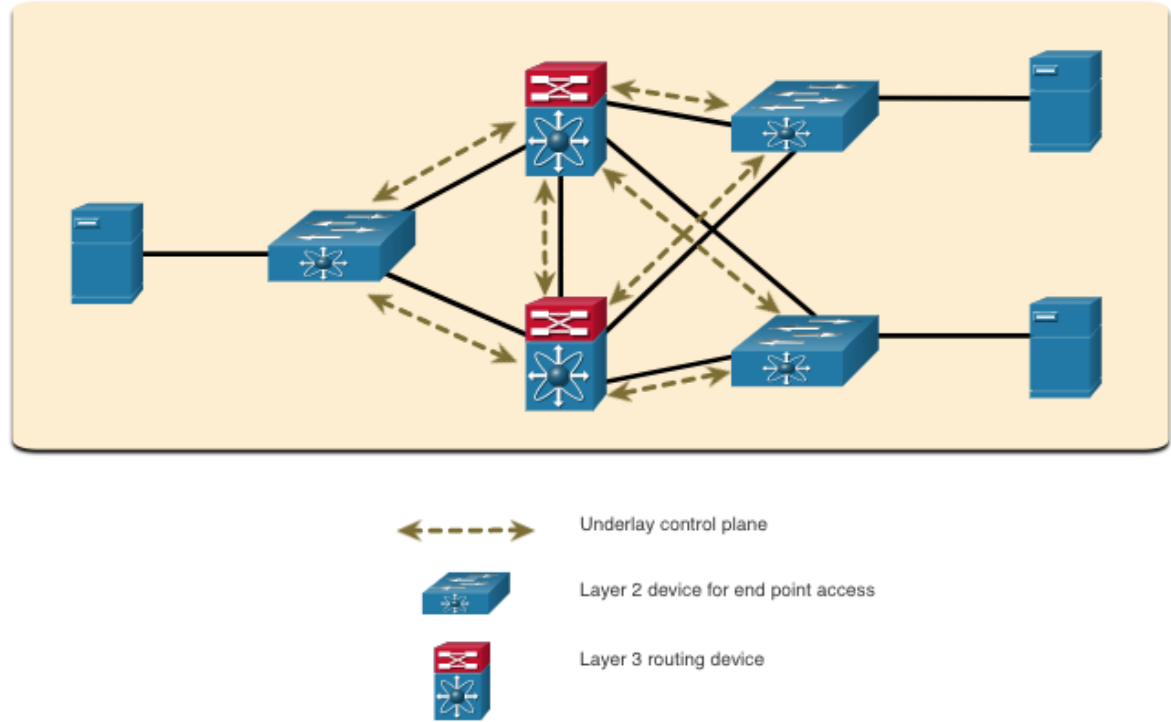 Underlay control plane
Layer 2 device for end point access
Layer 3 routing device